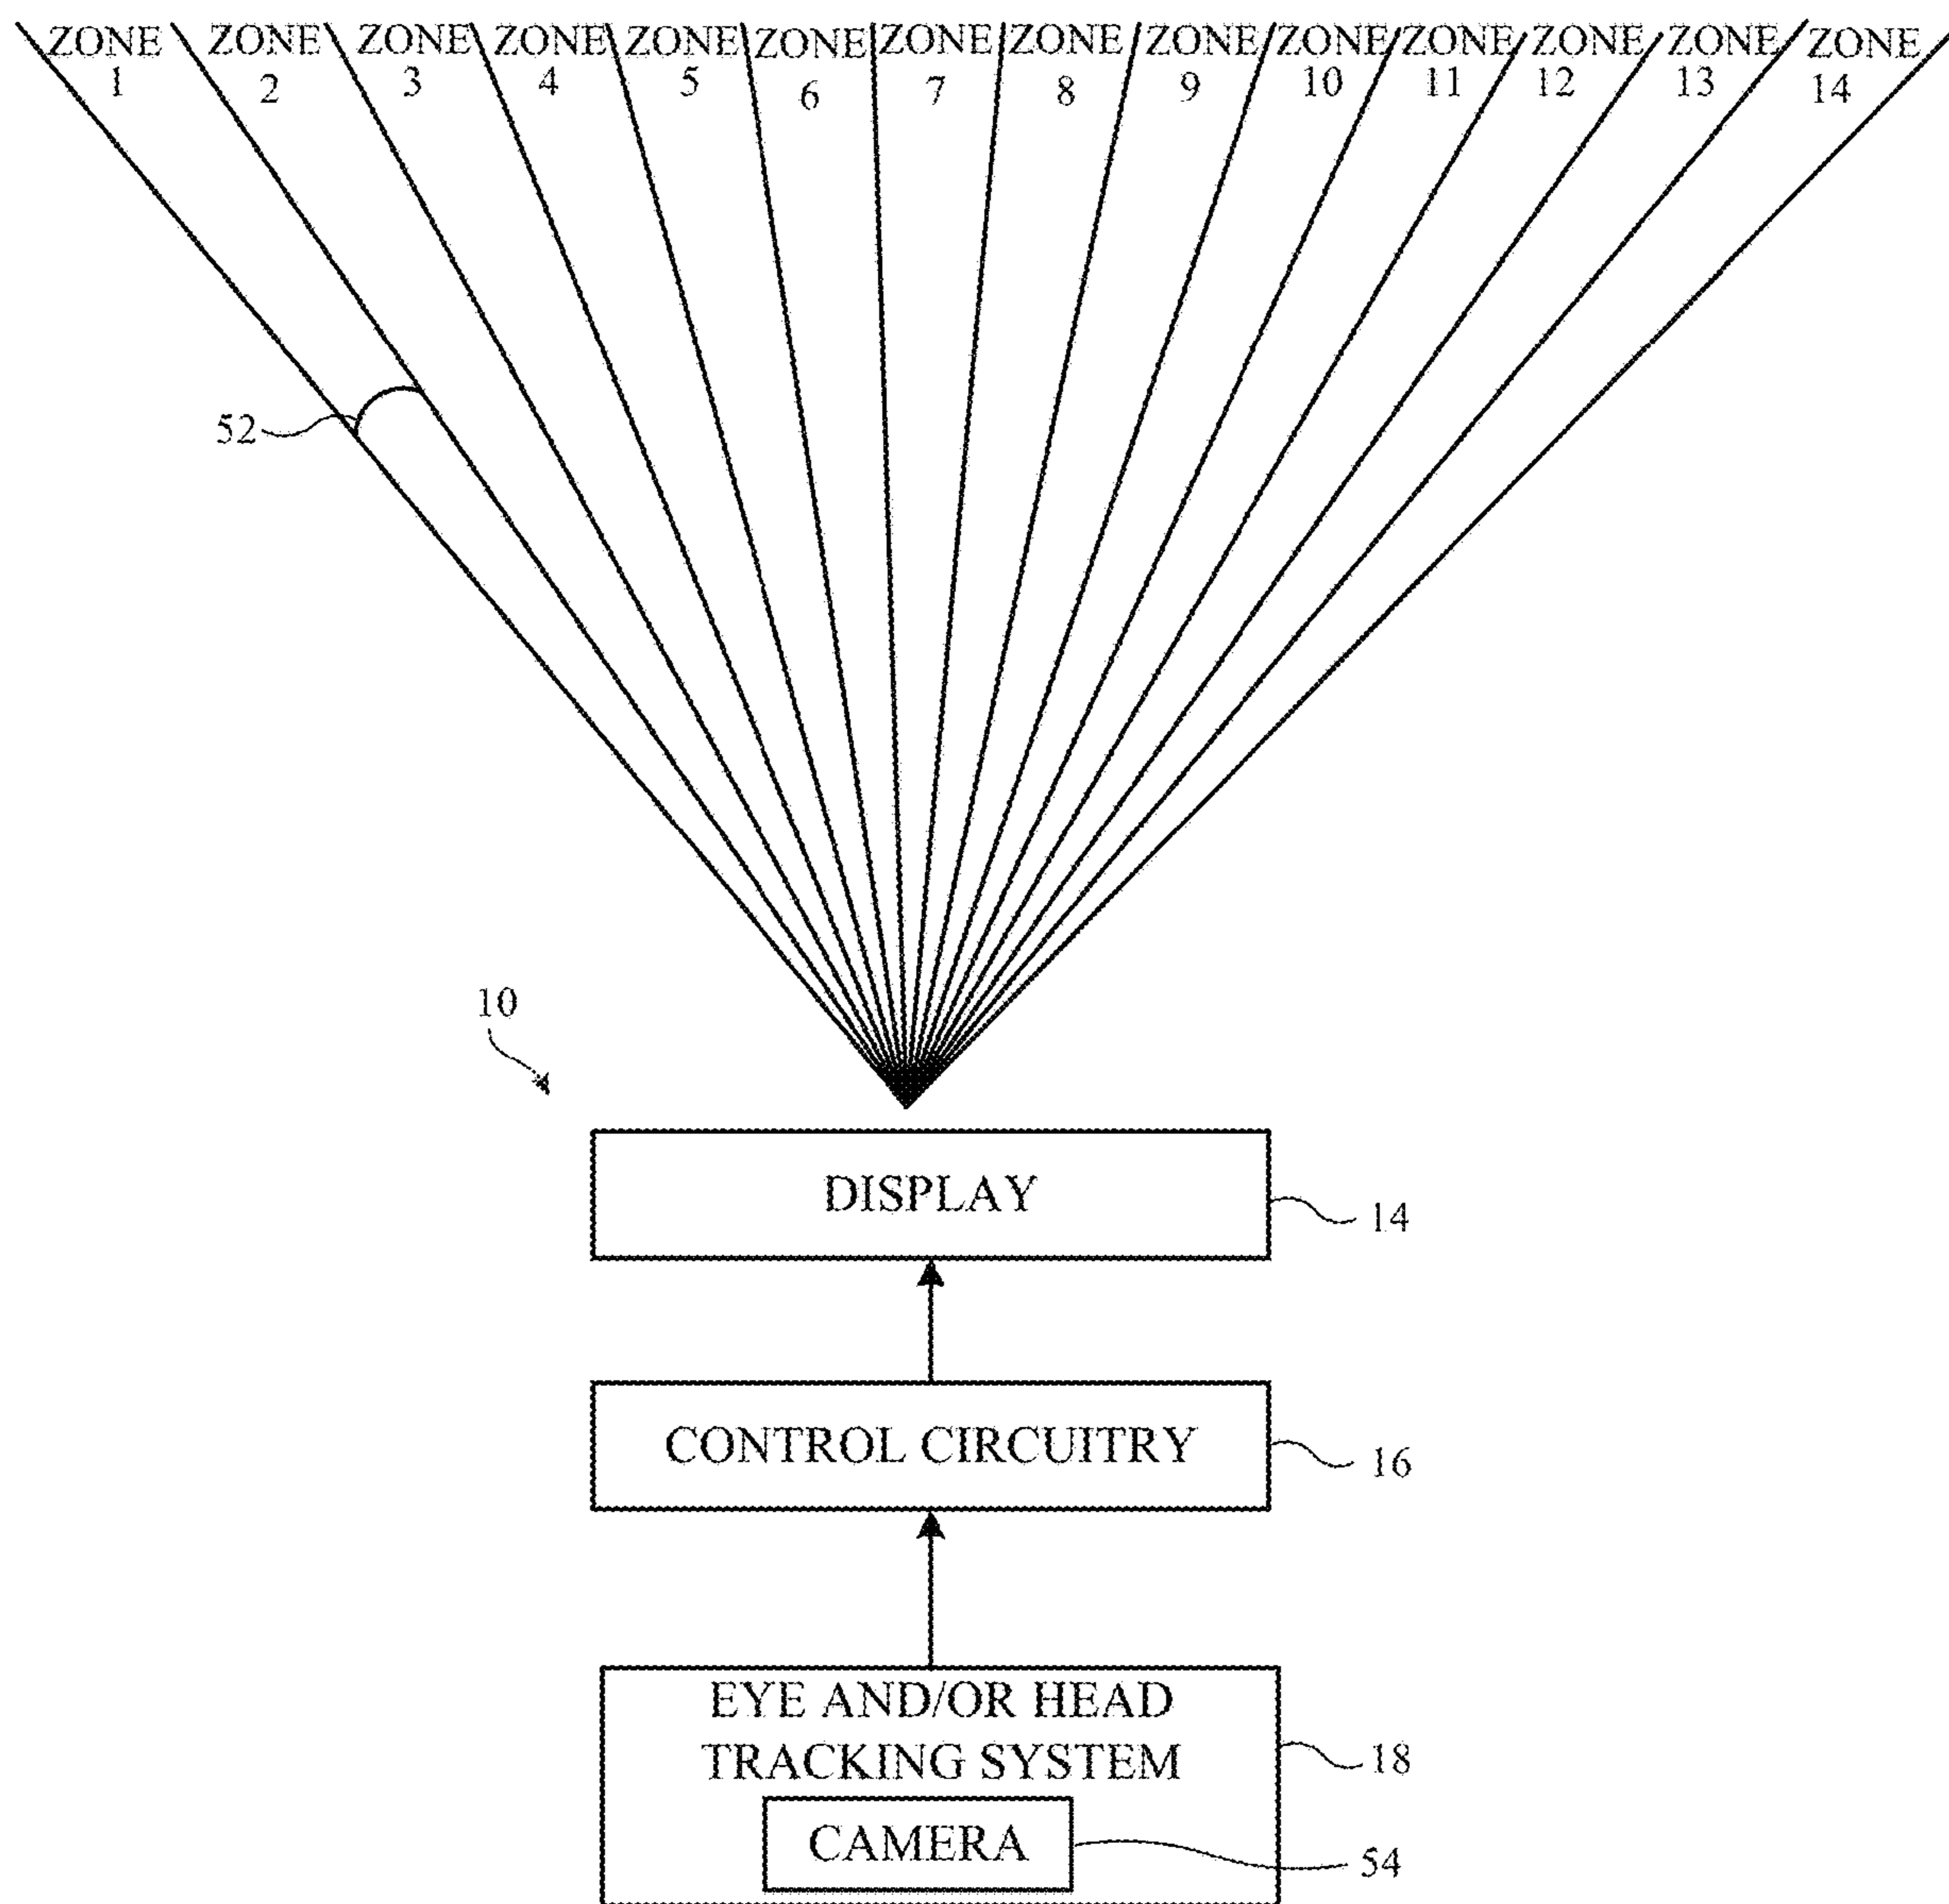 ZONE ZONE ZONE ZONE ZONE ZONE ZONE ZONE ZONE ZONE ZONE ZONE ZONE ZONE
1 2 3 4 5 6 7 8 9 10 11 12 13 14
52
10
DISPLAY
14
CONTROL CIRCUITRY
16
EYE AND/OR HEAD
TRACKING SYSTEM
18
CAMERA
54